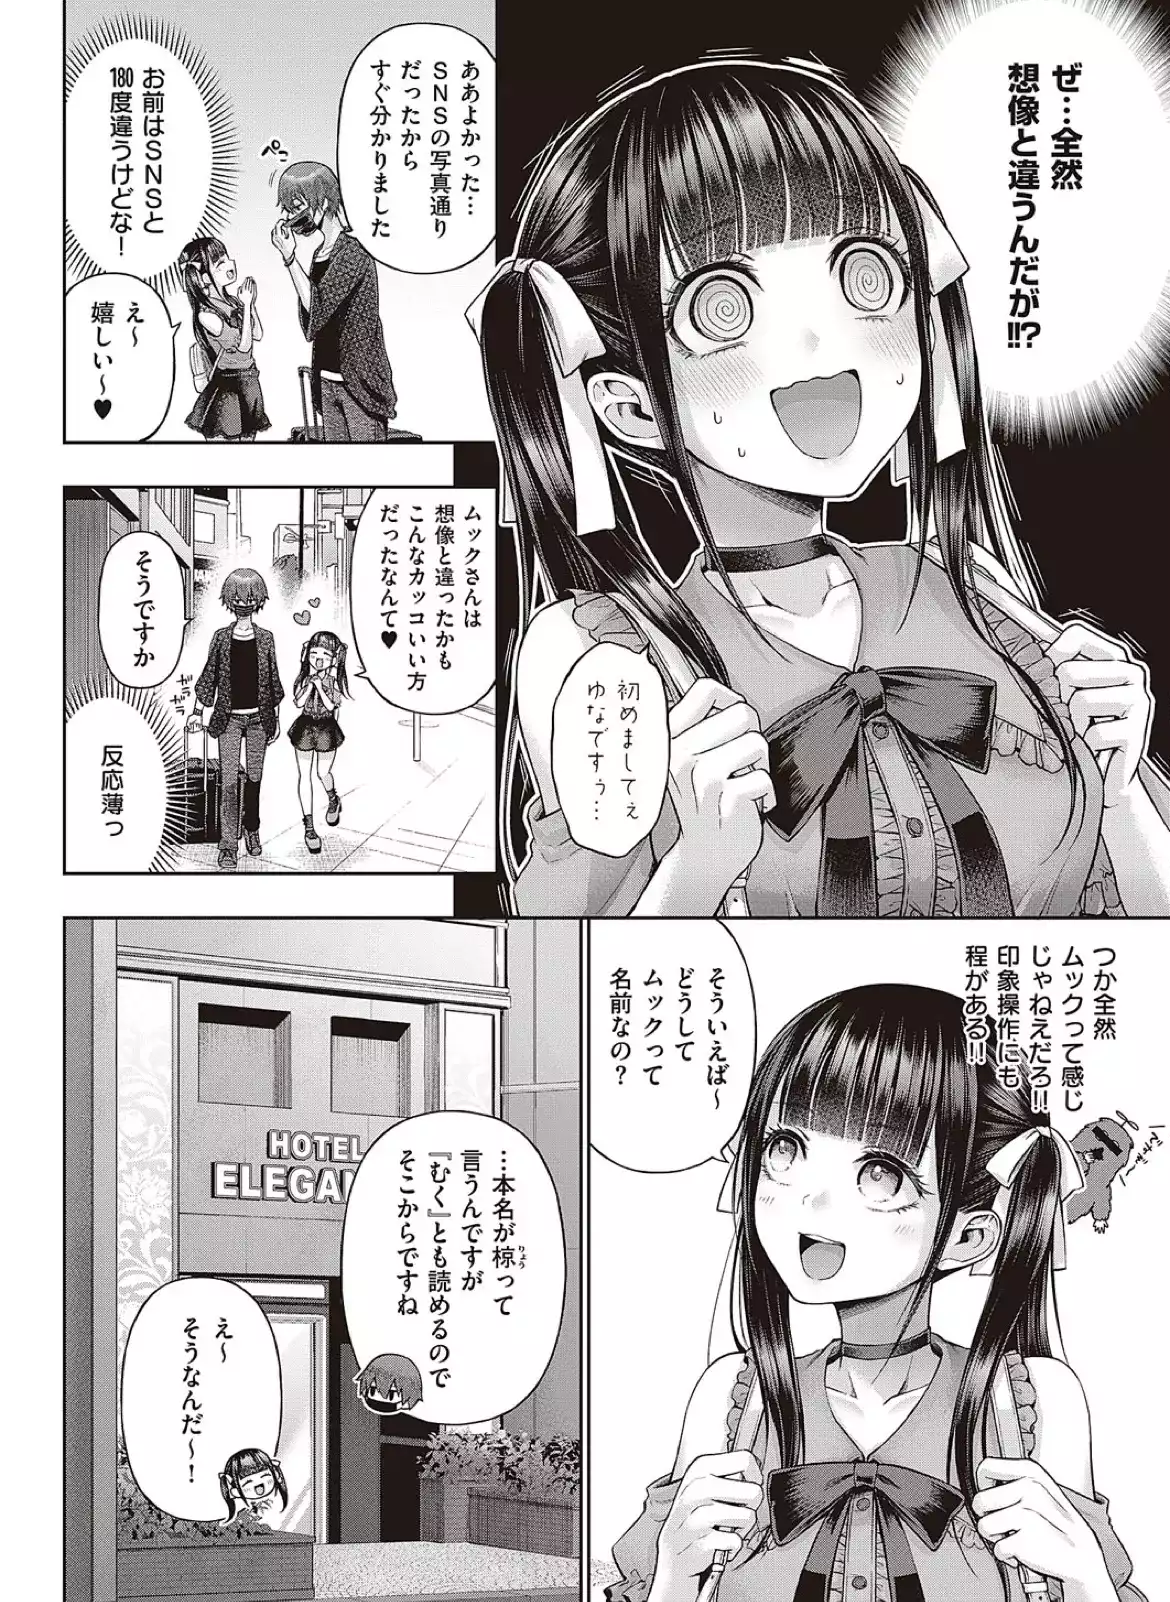 ぜ…全然
想像と違うんだが!!?
初めましてぇ
ゆなですぅ…
ああよかった…
SNSの写真通り
だったから
すぐ分かりました
ぺこっ
お前はSNSと
180度違うけどな!
え〜
嬉しい〜♥
ムックさんは
想像と違ったかも
こんなカッコいい方
だったなんて♥
そうですか
ガラ
ガラ
反応薄っ
つか全然
ムックって感じ
じゃねえだろ!!
印象操作にも
程がある!!
そういえば〜
どうして
ムックって
名前なの?
HOTEL
ELEGAN
…本名が椋って
りょう
言うんですが
『むく』とも読めるので
そこからですね
え〜
そうなんだ〜!